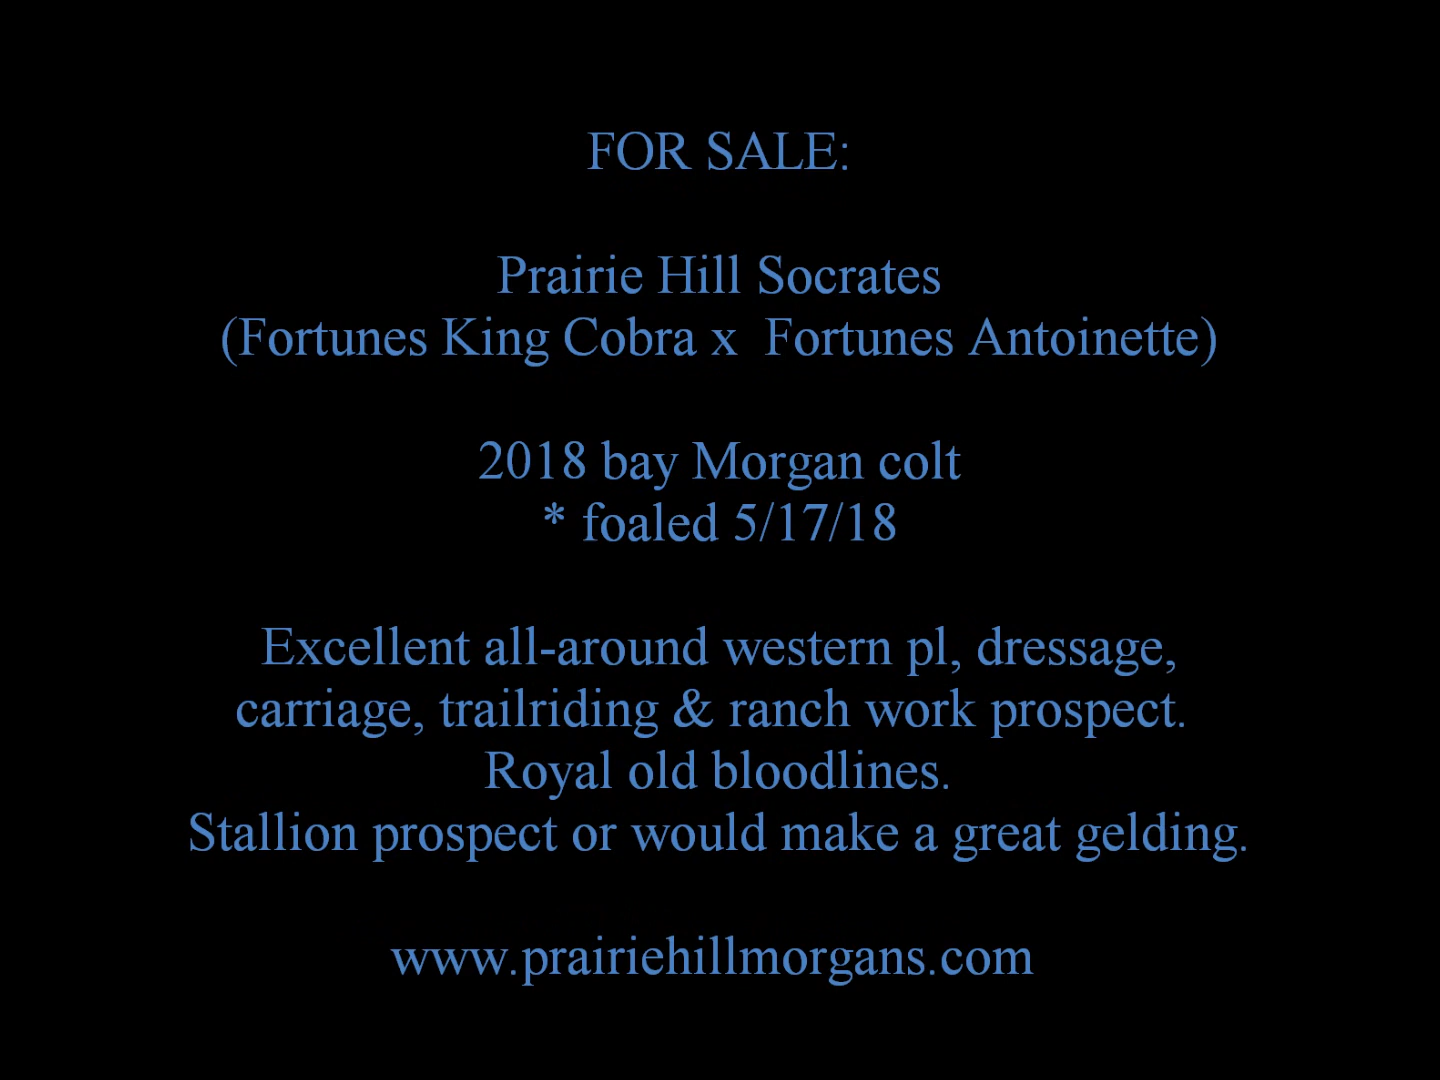 FOR SALE:
Prairie Hill Socrates
(Fortunes King Cobra x  Fortunes Antoinette)
2018 bay Morgan colt
* foaled 5/17/18
Excellent all-around western pl, dressage,
carriage, trailriding & ranch work prospect.
Royal old bloodlines.
Stallion prospect or would make a great gelding.
www.prairiehillmorgans.com